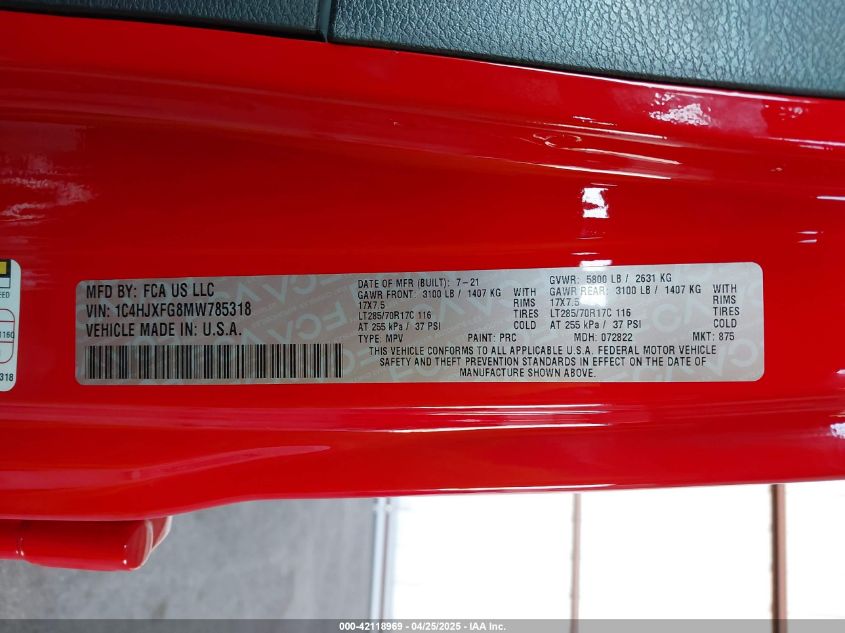 EED
1160
318
MFD BY: FCA US LLC
VIN: 1C4HJXFG8MW785318
VEHICLE MADE IN: U.S.A.
DATE OF MFR (BUILT): 7-21 GVWR: 5800 LB / 2631 KG
GAWR FRONT: 3100 LB / 1407 KG WITH GAWR REAR: 3100 LB / 1407 KG WITH
17X7.5 RIMS 17X7.5 RIMS
LT285/70R17C 116 TIRES LT285/70R17C 116 TIRES
AT 255 kPa / 37 PSI COLD AT 255 kPa / 37 PSI COLD
TYPE: MPV PAINT: PRC MDH: 072822 MKT: 875
THIS VEHICLE CONFORMS TO ALL APPLICABLE U.S.A. FEDERAL MOTOR VEHICLE
SAFETY AND THEFT PREVENTION STANDARDS IN EFFECT ON THE DATE OF
MANUFACTURE SHOWN ABOVE.
000-42118969 - 04/25/2025 - IAA Inc.